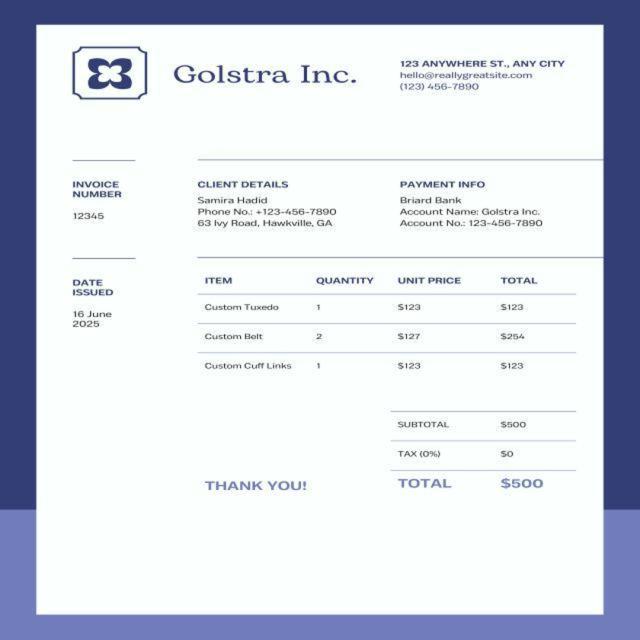 Golstra Inc.
123 ANYWHERE ST., ANY CITY
hello@reallygreatsite.com
(123) 456-7890
INVOICE
NUMBER
12345
CLIENT DETAILS
Samira Hadid
Phone No.: +123-456-7890
63 Ivy Road, Hawkville, GA
PAYMENT INFO
Briard Bank
Account Name: Golstra Inc.
Account No.: 123-456-7890
DATE
ISSUED
16 June
2025
ITEM QUANTITY UNIT PRICE TOTAL
Custom Tuxedo 1 $123 $123
Custom Belt 2 $127 $254
Custom Cuff Links 1 $123 $123
SUBTOTAL $500
TAX (0%) $0
THANK YOU! TOTAL $500